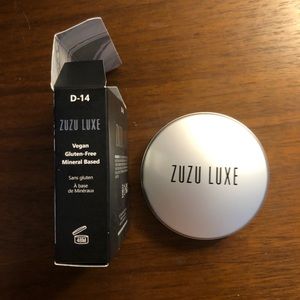 D-14
ZUZU LUXE
Vegan
Gluten-Free
Mineral Based
Sans gluten
À base
de Minéraux
ZUZU LUXE